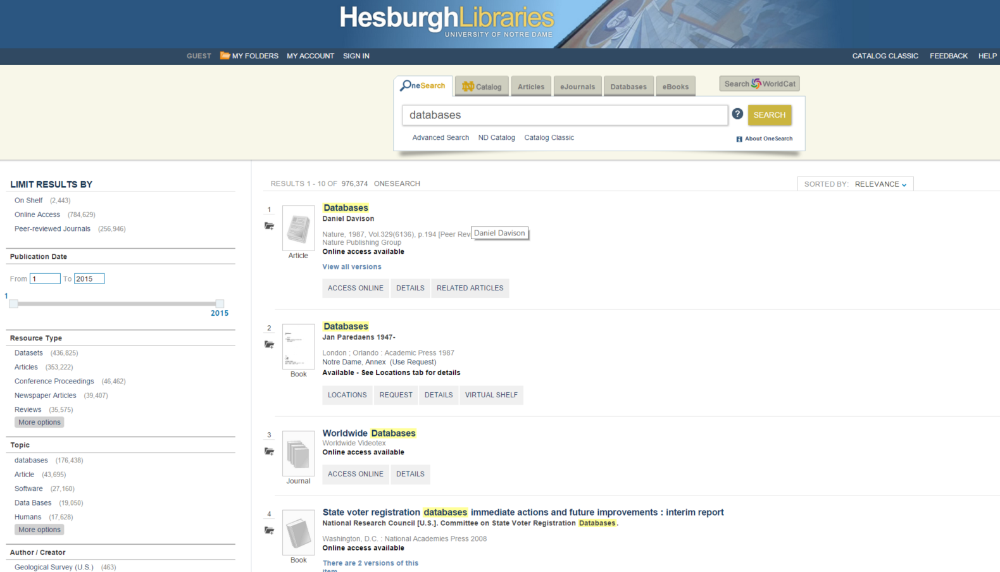 HesburghLibraries
UNIVERSITY OF NOTRE DAME
GUEST MY FOLDERS MY ACCOUNT SIGN IN CATALOG CLASSIC FEEDBACK HELP
OneSearch Catalog Articles eJournals Databases eBooks Search WorldCat
databases ? SEARCH
Advanced Search ND Catalog Catalog Classic About OneSearch
LIMIT RESULTS BY
On Shelf (2,443)
Online Access (784,629)
Peer-reviewed Journals (256,946)
Publication Date
From 1 To 2015
1
2015
Resource Type
Datasets (436,825)
Articles (353,222)
Conference Proceedings (46,462)
Newspaper Articles (39,407)
Reviews (35,575)
More options
Topic
databases (176,438)
Article (43,695)
Software (27,160)
Data Bases (19,050)
Humans (17,628)
More options
Author / Creator
Geological Survey (U.S.) (463)
RESULTS 1 - 10 OF 976,374 ONESEARCH SORTED BY: RELEVANCE
1
Article
Databases
Daniel Davison
Nature, 1987, Vol.329(6136), p.194 [Peer Rev
Daniel Davison
Nature Publishing Group
Online access available
View all versions
ACCESS ONLINE DETAILS RELATED ARTICLES
2
Book
Databases
Jan Paredaens 1947-
London ; Orlando : Academic Press 1987
Notre Dame, Annex (Use Request)
Available - See Locations tab for details
LOCATIONS REQUEST DETAILS VIRTUAL SHELF
3
Journal
Worldwide Databases
Worldwide Videotex
Online access available
ACCESS ONLINE DETAILS
4
Book
State voter registration databases immediate actions and future improvements : interim report
National Research Council [U.S.]. Committee on State Voter Registration Databases.
Washington, D.C. : National Academies Press 2008
Online access available
There are 2 versions of this
item